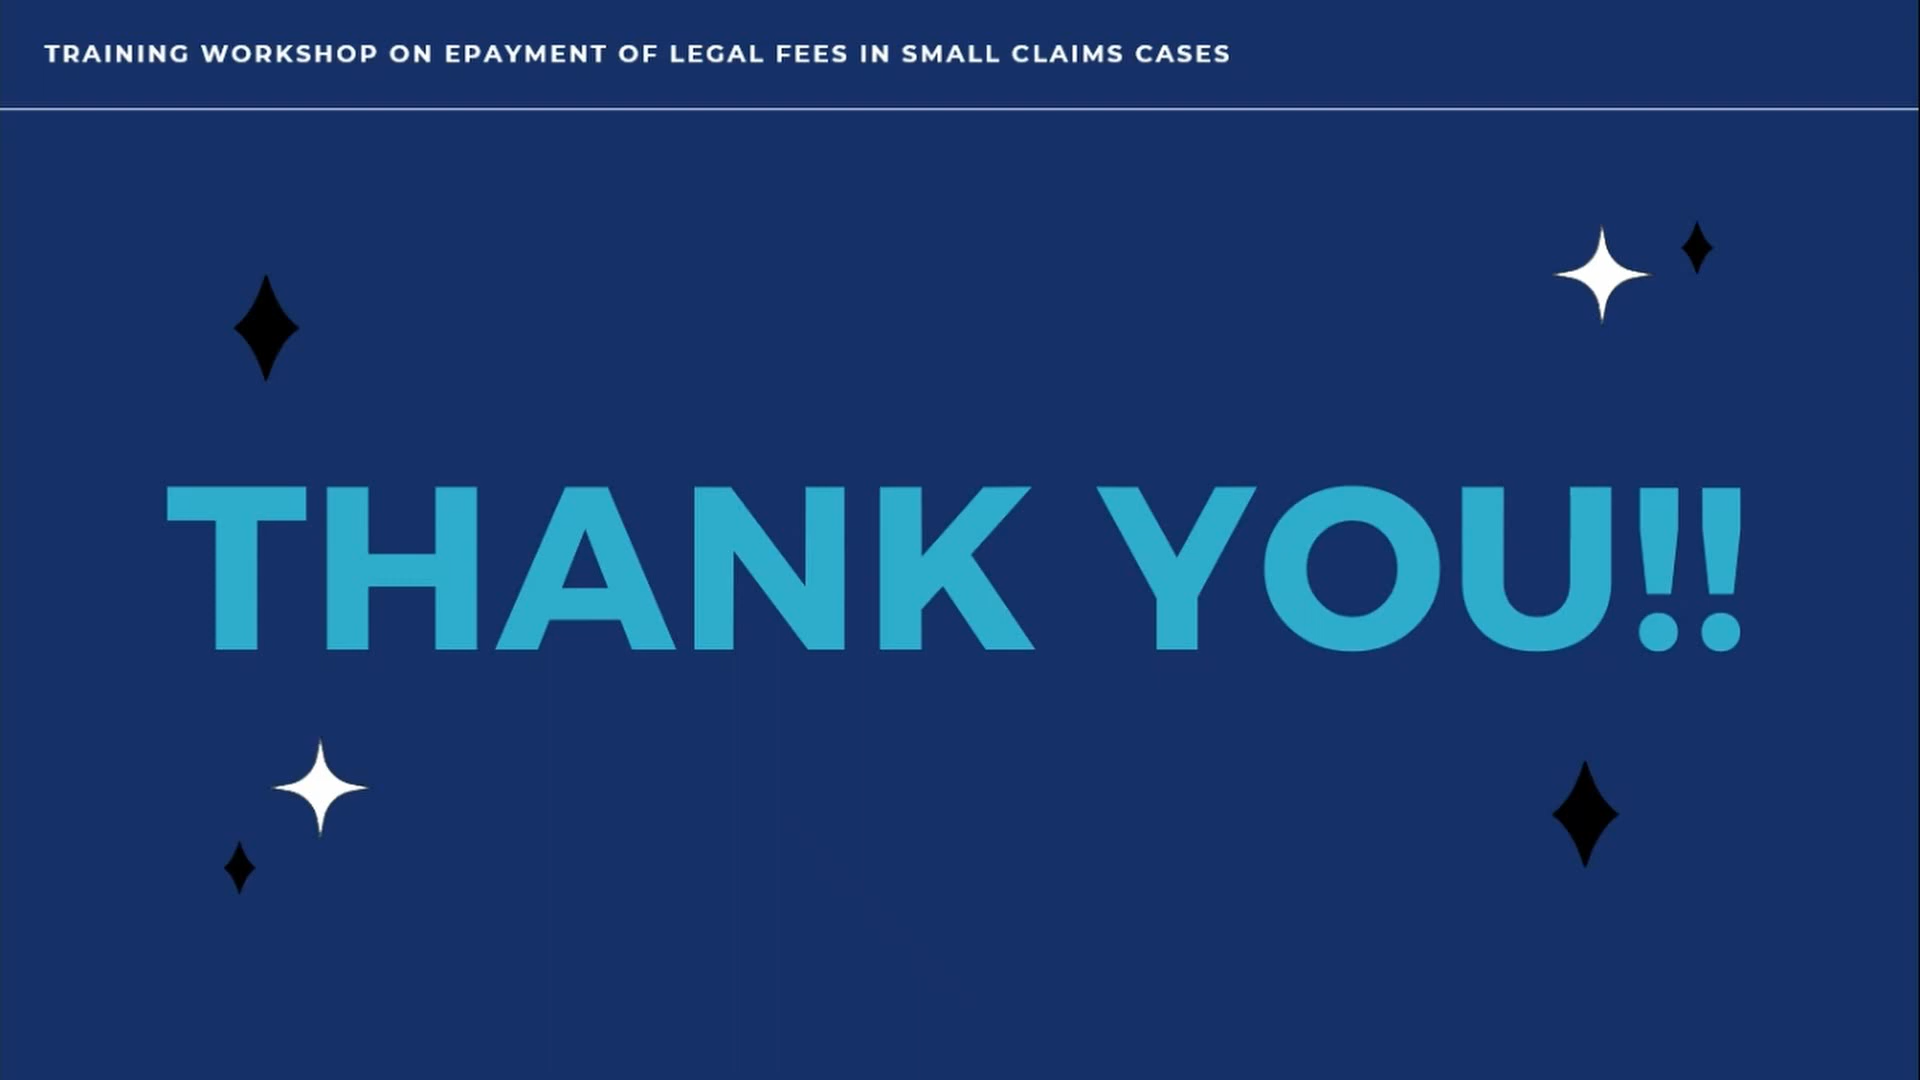 TRAINING WORKSHOP ON EPAYMENT OF LEGAL FEES IN SMALL CLAIMS CASES
THANK YOU!!